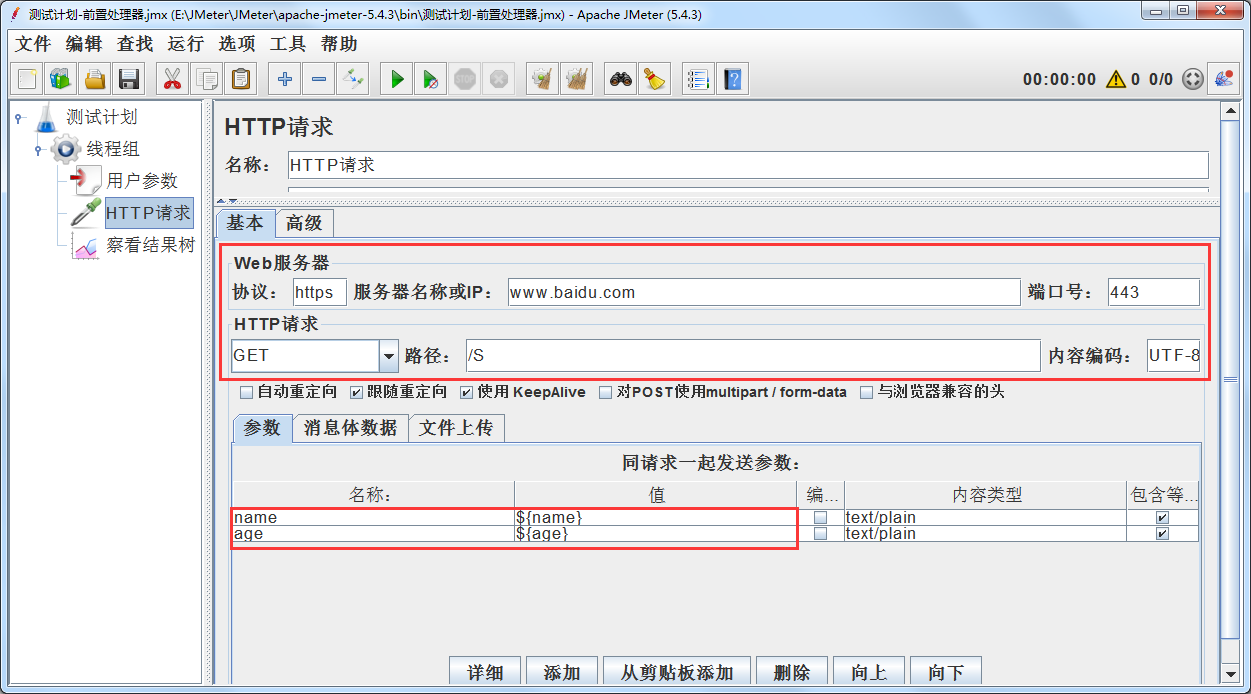 测试计划-前置处理器.jmx (E:\JMeter\JMeter\apache-jmeter-5.4.3\bin\测试计划-前置处理器.jmx) - Apache JMeter (5.4.3)
文件 编辑 查找 运行 选项 工具 帮助
00:00:00 0 0/0
测试计划
线程组
用户参数
HTTP请求
察看结果树
HTTP请求
名称： HTTP请求
基本 高级
Web服务器
协议： https 服务器名称或IP： www.baidu.com 端口号： 443
HTTP请求
GET 路径： /S 内容编码： UTF-8
自动重定向 跟随重定向 使用 KeepAlive 对POST使用multipart / form-data 与浏览器兼容的头
参数 消息体数据 文件上传
同请求一起发送参数：
名称： 值 编... 内容类型 包含等...
name ${name} text/plain
age ${age} text/plain
详细 添加 从剪贴板添加 删除 向上 向下